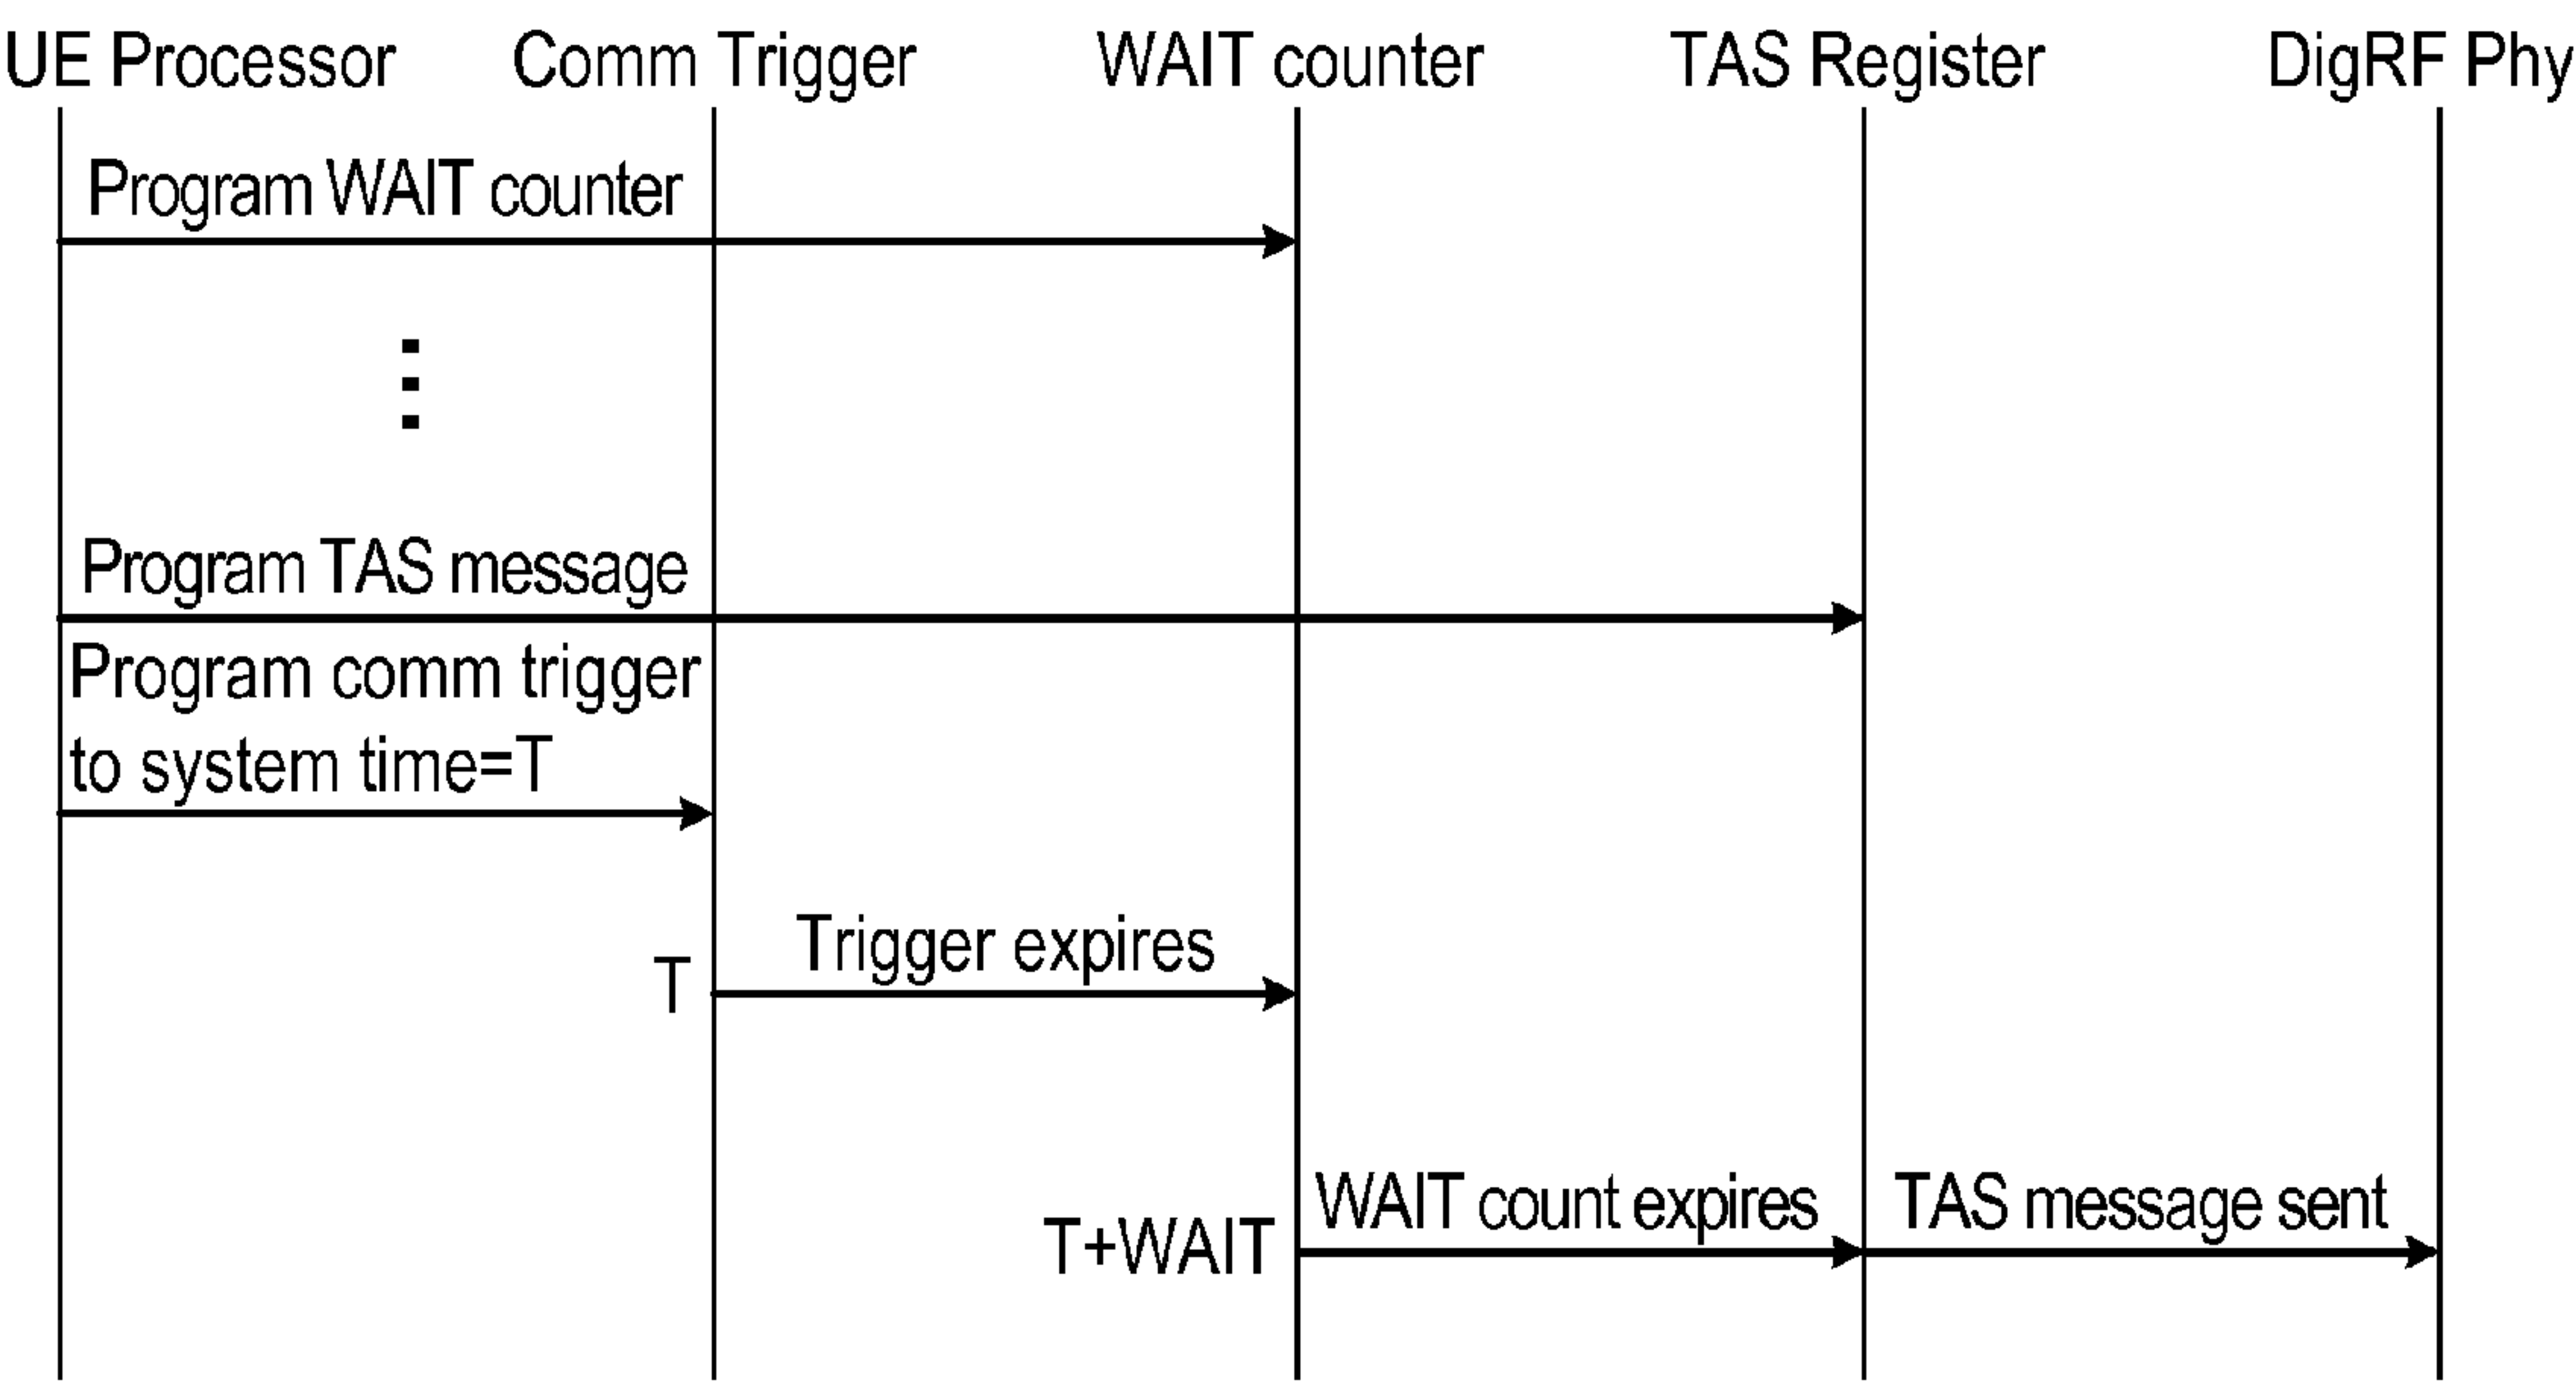 UE Processor Comm Trigger WAIT counter TAS Register DigRF Phy
Program WAIT counter
Program TAS message
Program comm trigger
to system time=T
Trigger expires
T
WAIT count expires TAS message sent
T+WAIT